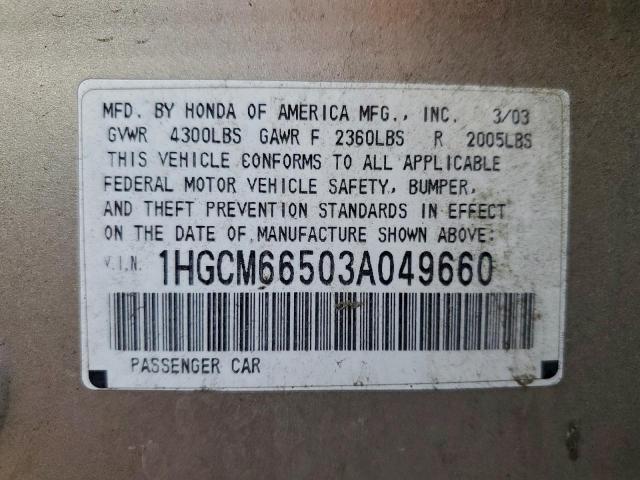 MFD. BY HONDA OF AMERICA MFG., INC. 3/03
GVWR 4300LBS GAWR F 2360LBS R 2005LBS
THIS VEHICLE CONFORMS TO ALL APPLICABLE
FEDERAL MOTOR VEHICLE SAFETY, BUMPER,
AND THEFT PREVENTION STANDARDS IN EFFECT
ON THE DATE OF MANUFACTURE SHOWN ABOVE:
V.I.N. 1HGCM66503A049660
PASSENGER CAR